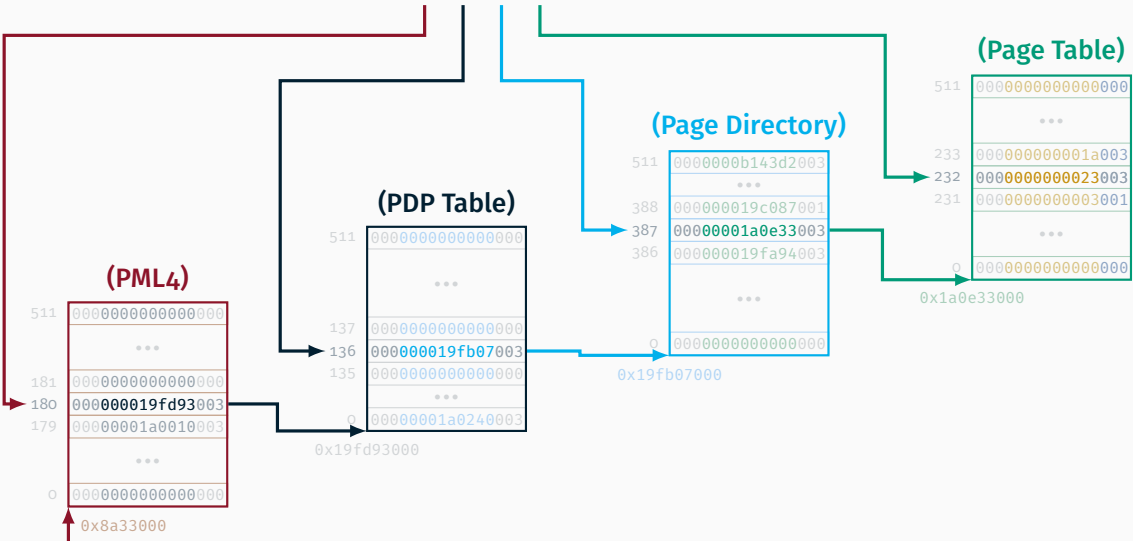 (Page Table)
511 0000000000000000
•••
233 000000000001a003
232 0000000000023003
231 0000000000003001
•••
0 0000000000000000
0x1a0e33000
(Page Directory)
511 0000000b143d2003
•••
388 000000019c087001
387 00000001a0e33003
386 000000019fa94003
•••
0 0000000000000000
0x19fb07000
(PDP Table)
511 0000000000000000
•••
137 0000000000000000
136 000000019fb07003
135 0000000000000000
•••
0 00000001a0240003
0x19fd93000
(PML4)
511 0000000000000000
•••
181 0000000000000000
180 000000019fd93003
179 00000001a0010003
•••
0 0000000000000000
0x8a33000